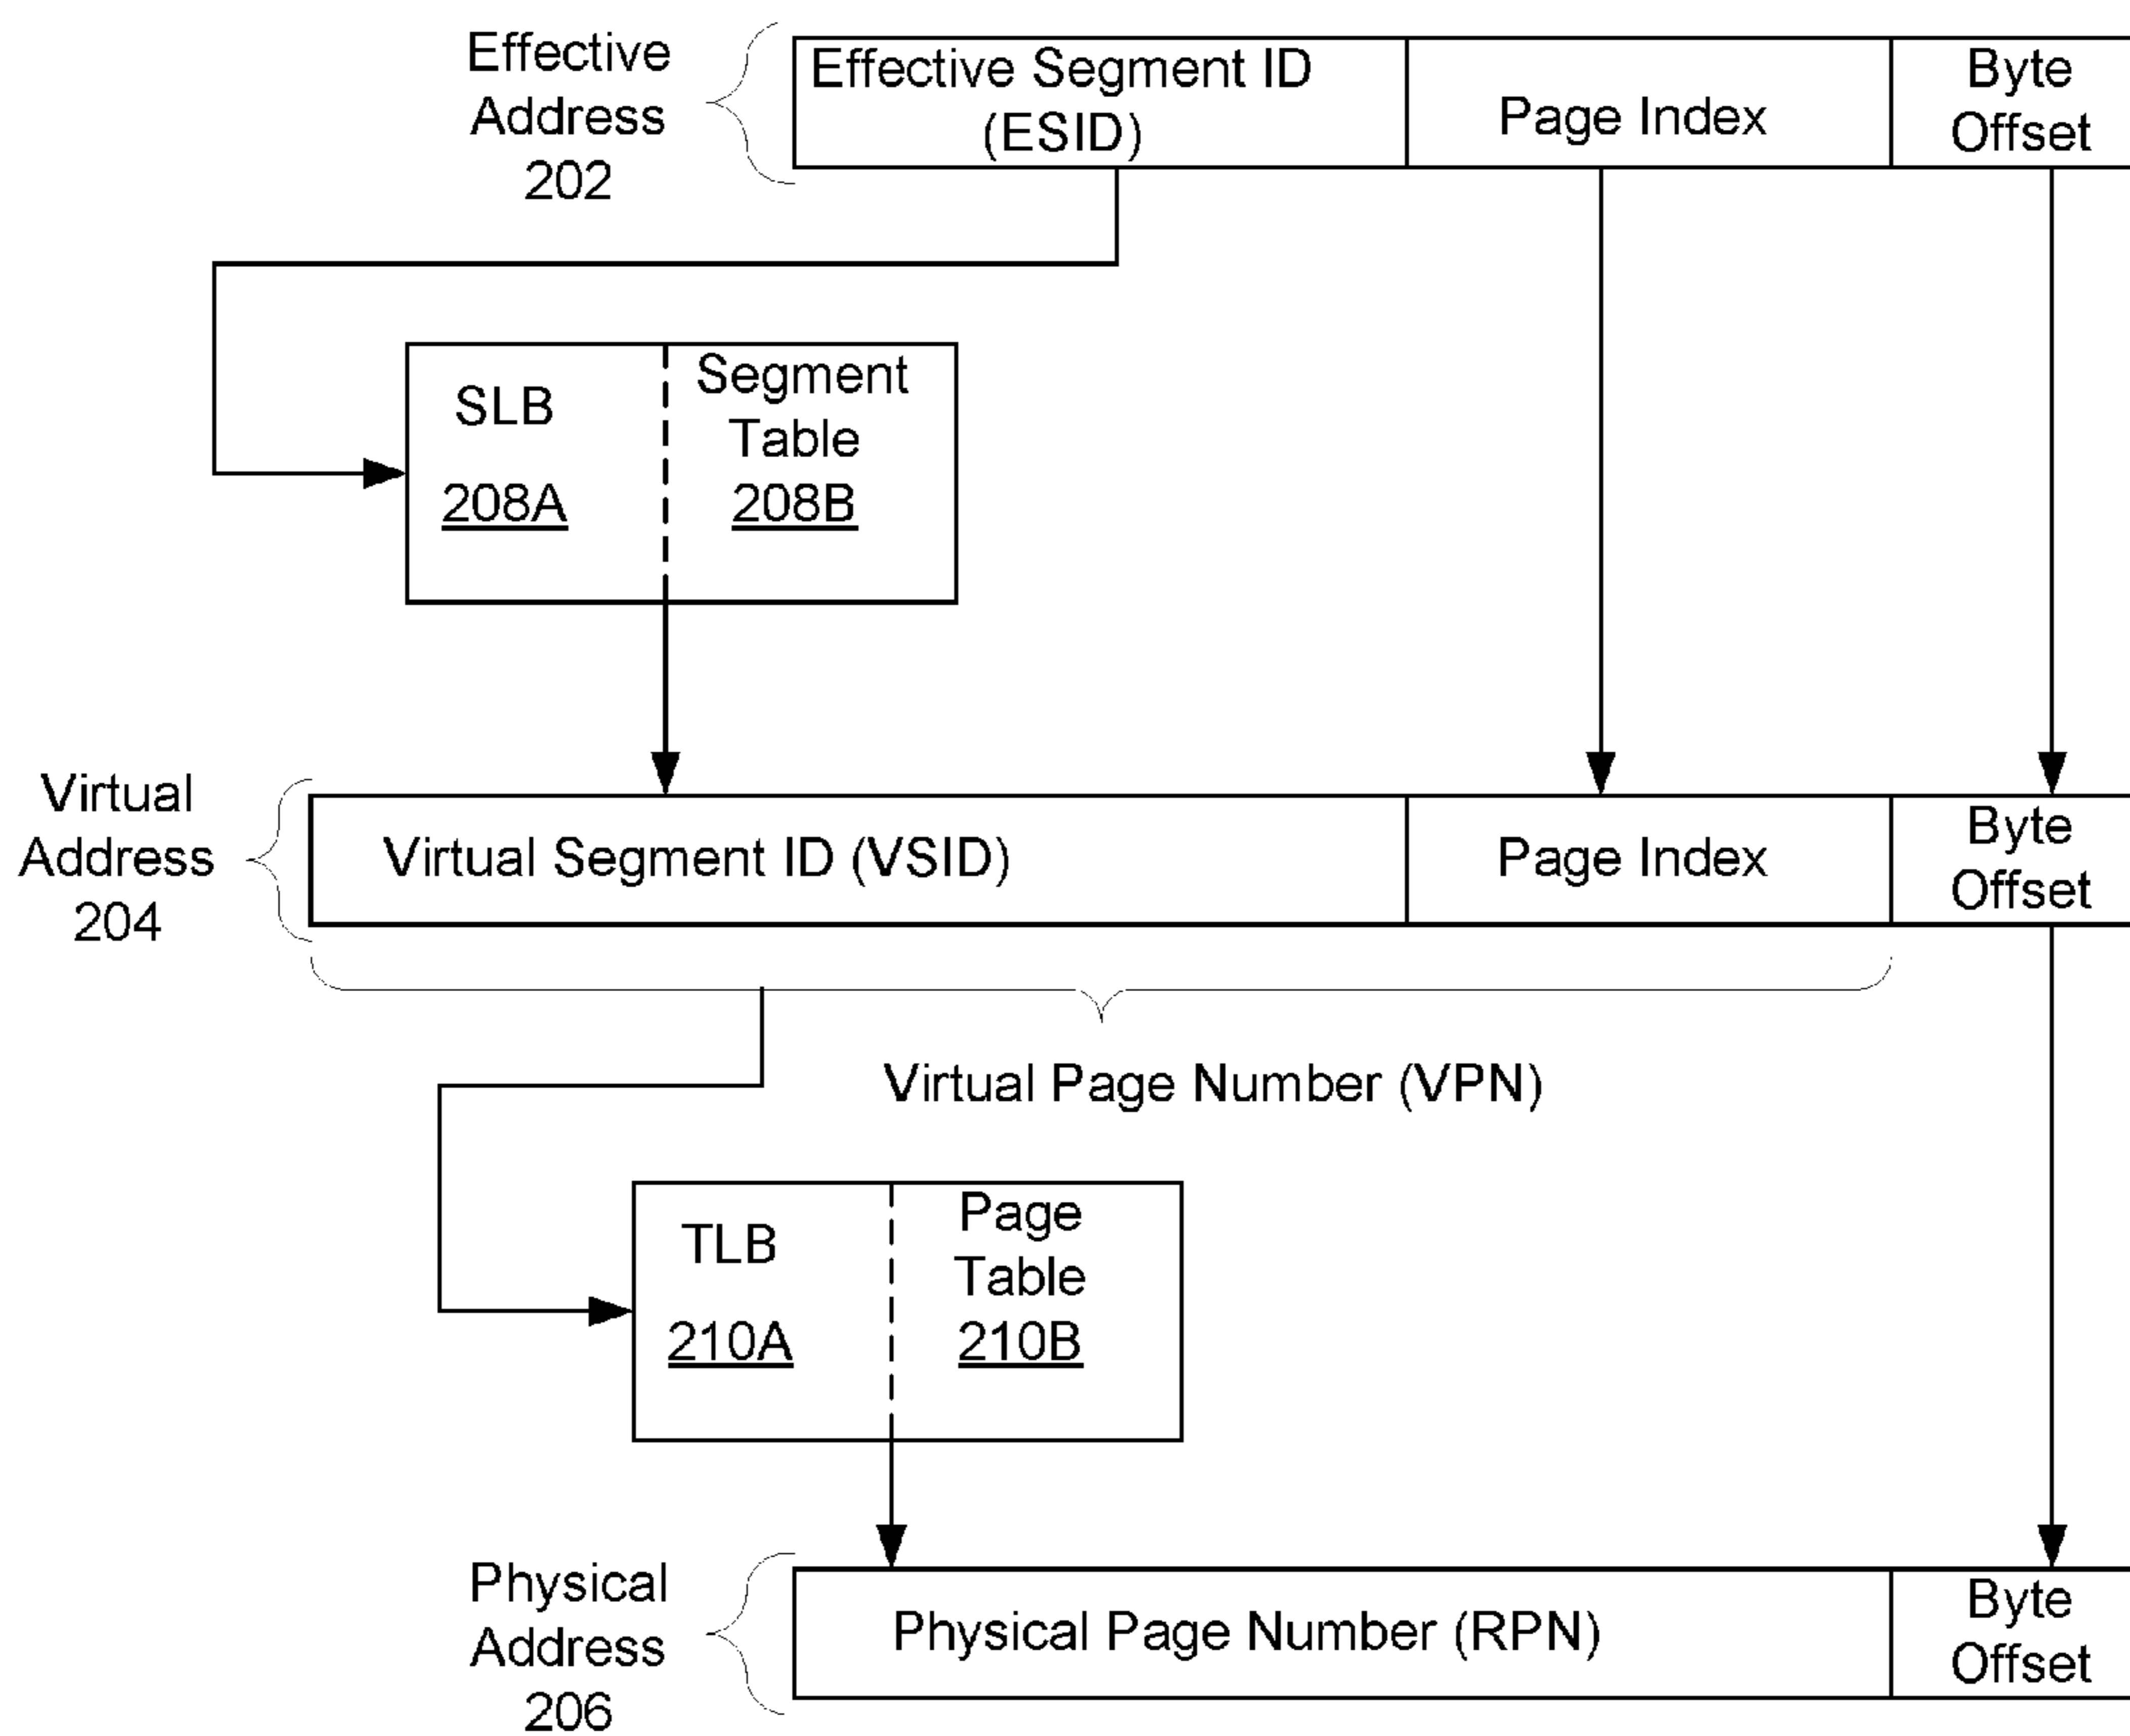 Effective
Address
202
Effective Segment ID
(ESID)
Page Index
Byte
Offset
SLB
208A
Segment
Table
208B
Virtual
Address
204
Virtual Segment ID (VSID)
Page Index
Byte
Offset
Virtual Page Number (VPN)
TLB
210A
Page
Table
210B
Physical
Address
206
Physical Page Number (RPN)
Byte
Offset